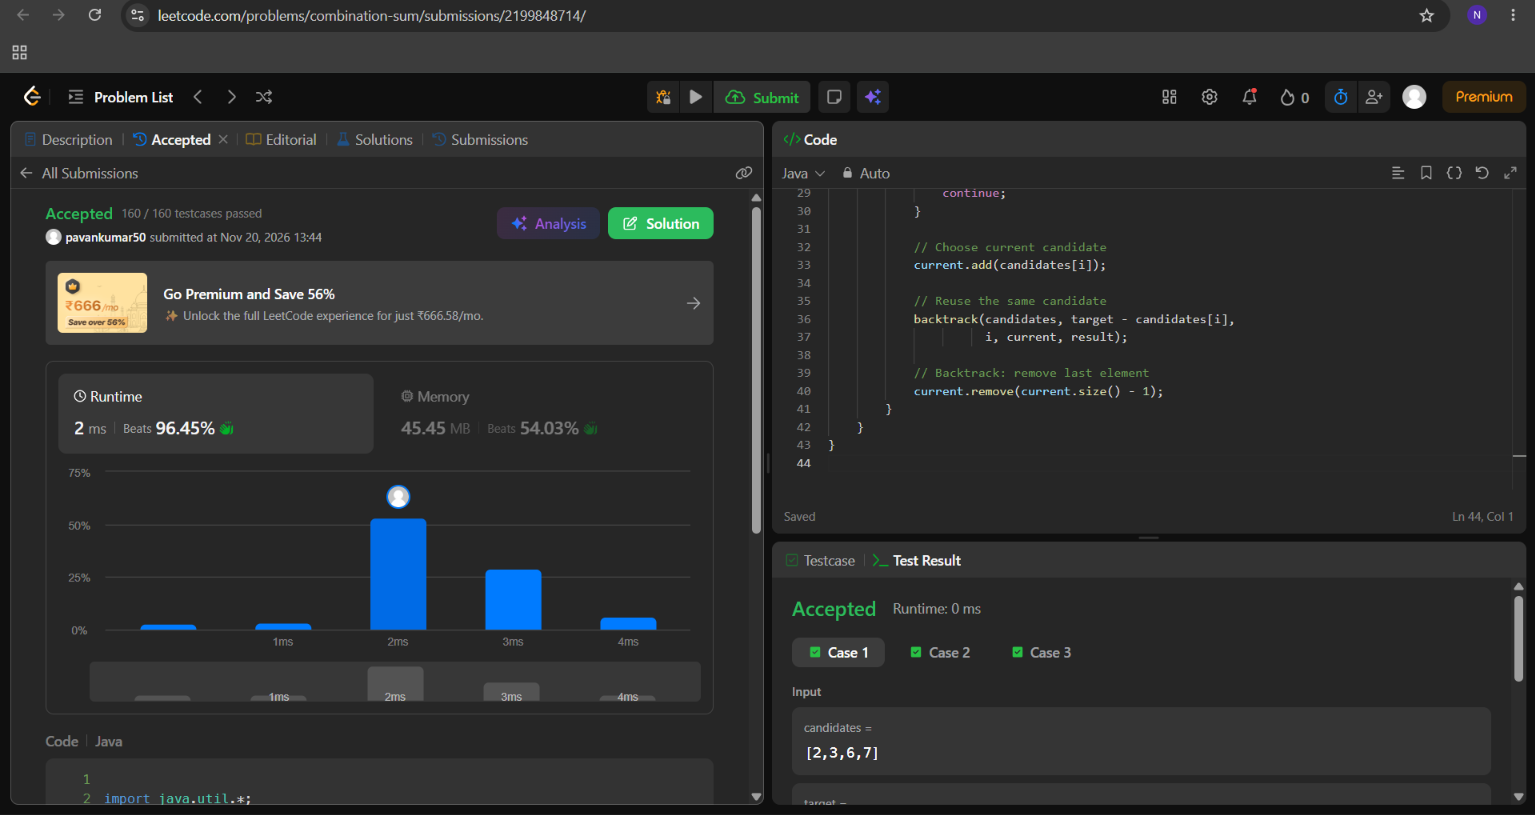 leetcode.com/problems/combination-sum/submissions/2199848714/
N
Problem List
Submit
0
Premium
Description
Accepted
Editorial
Solutions
Submissions
All Submissions
Accepted 160 / 160 testcases passed
pavankumar50 submitted at Nov 20, 2026 13:44
Analysis
Solution
₹666 /mo
Save over 56%
Go Premium and Save 56%
✨ Unlock the full LeetCode experience for just ₹666.58/mo.
Runtime
2 ms | Beats 96.45%
Memory
45.45 MB | Beats 54.03%
75%
50%
25%
0%
1ms 2ms 3ms 4ms
1ms 2ms 3ms 4ms
Code | Java
1
2 import java.util.*;
</> Code
Java
Auto
29 continue;
30 }
31
32 // Choose current candidate
33 current.add(candidates[i]);
34
35 // Reuse the same candidate
36 backtrack(candidates, target - candidates[i],
37 i, current, result);
38
39 // Backtrack: remove last element
40 current.remove(current.size() - 1);
41 }
42 }
43 }
44
Saved
Ln 44, Col 1
Testcase
>_ Test Result
Accepted Runtime: 0 ms
Case 1
Case 2
Case 3
Input
candidates =
[2,3,6,7]
target =